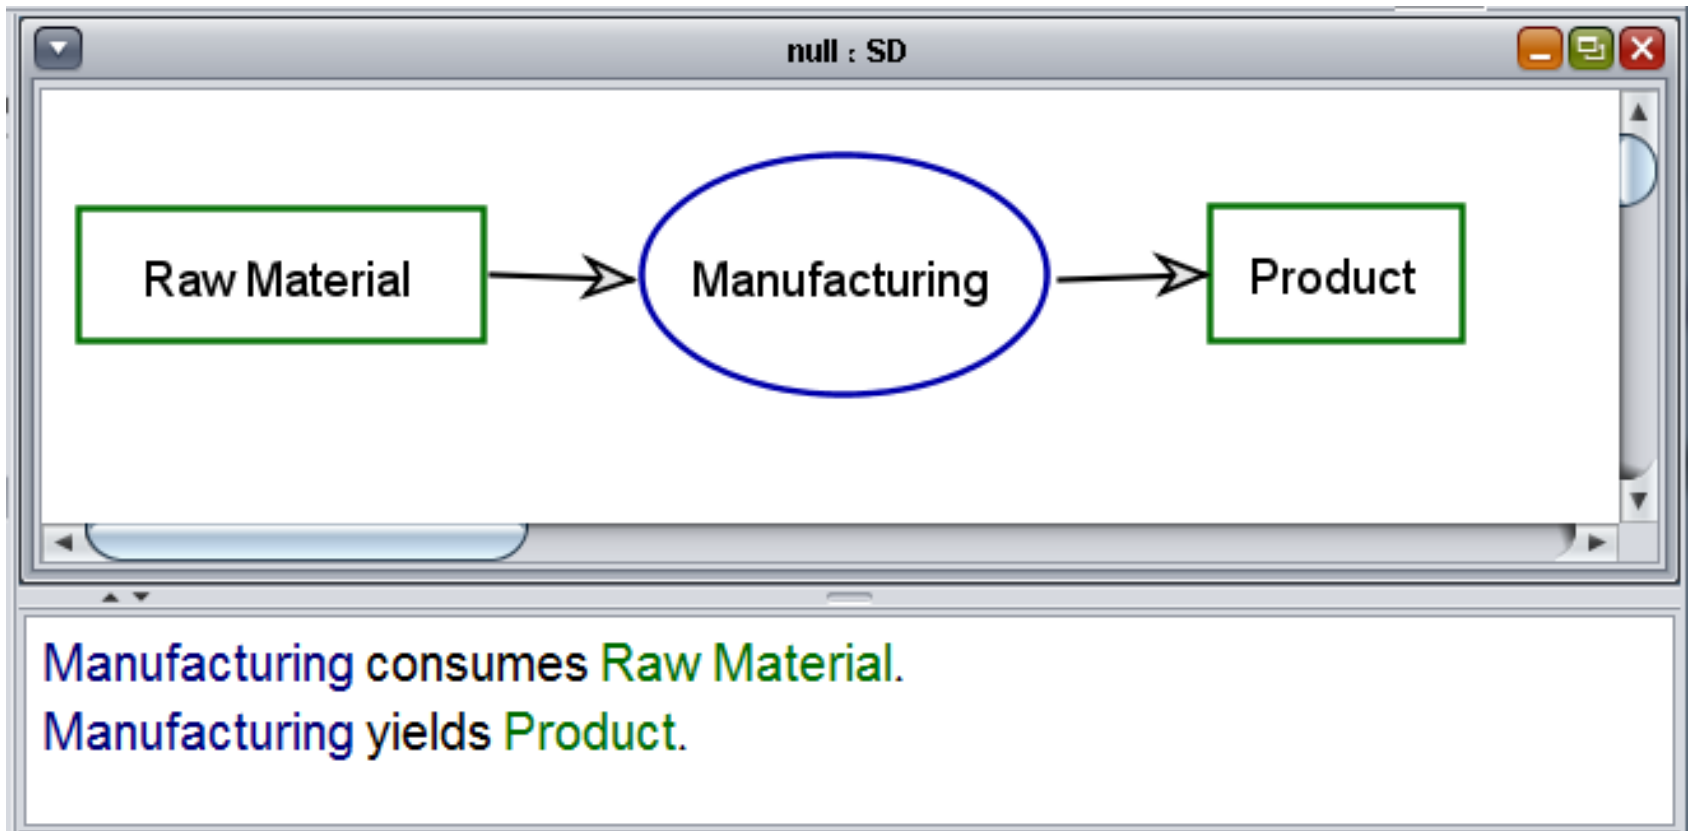 null : SD
Raw Material
Manufacturing
Product
Manufacturing consumes Raw Material.
Manufacturing yields Product.